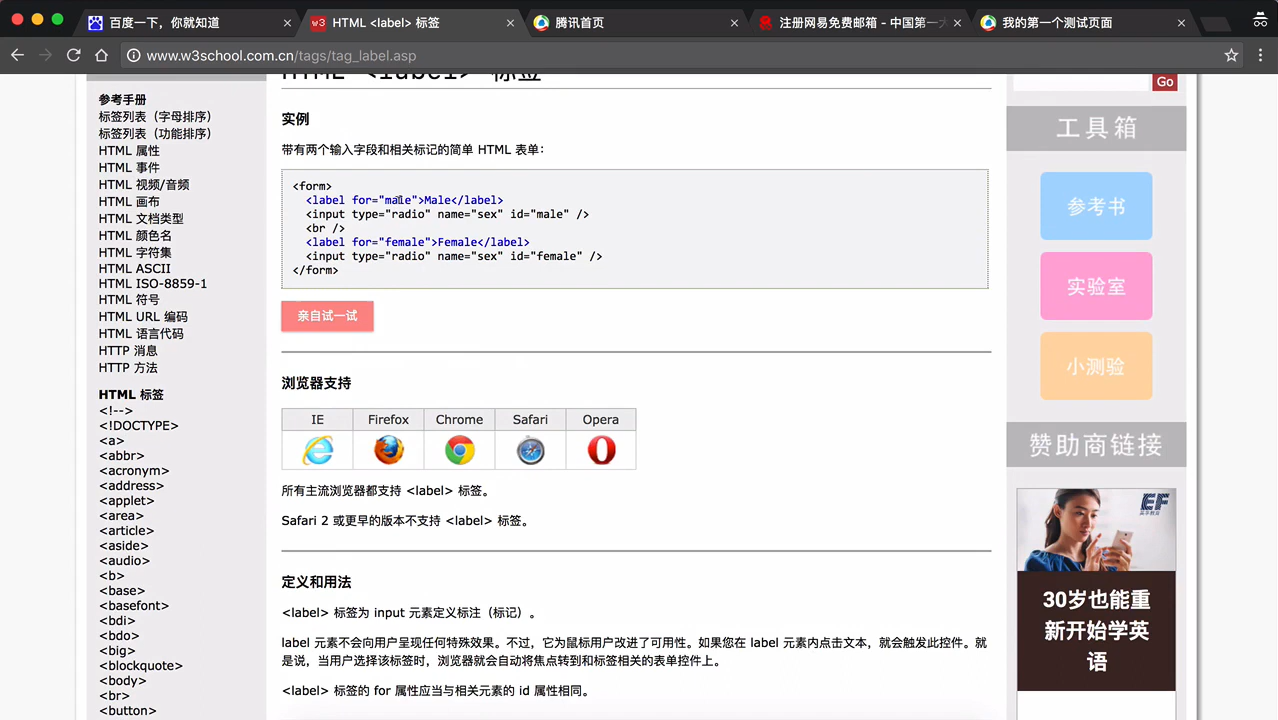 百度一下，你就知道
HTML <label> 标签
腾讯首页
注册网易免费邮箱 - 中国第一大
我的第一个测试页面
www.w3school.com.cn/tags/tag_label.asp
HTML <label> 标签
Go
参考手册
标签列表（字母排序）
标签列表（功能排序）
HTML 属性
HTML 事件
HTML 视频/音频
HTML 画布
HTML 文档类型
HTML 颜色名
HTML 字符集
HTML ASCII
HTML ISO-8859-1
HTML 符号
HTML URL 编码
HTML 语言代码
HTTP 消息
HTTP 方法
HTML 标签
<!-->
<!DOCTYPE>
<a>
<abbr>
<acronym>
<address>
<applet>
<area>
<article>
<aside>
<audio>
<b>
<base>
<basefont>
<bdi>
<bdo>
<big>
<blockquote>
<body>
<br>
<button>
实例
带有两个输入字段和相关标记的简单 HTML 表单：
<form>
<label for="male">Male</label>
<input type="radio" name="sex" id="male" />
<br />
<label for="female">Female</label>
<input type="radio" name="sex" id="female" />
</form>
亲自试一试
浏览器支持
IE Firefox Chrome Safari Opera
所有主流浏览器都支持 <label> 标签。
Safari 2 或更早的版本不支持 <label> 标签。
定义和用法
<label> 标签为 input 元素定义标注（标记）。
label 元素不会向用户呈现任何特殊效果。不过，它为鼠标用户改进了可用性。如果您在 label 元素内点击文本，就会触发此控件。就
是说，当用户选择该标签时，浏览器就会自动将焦点转到和标签相关的表单控件上。
<label> 标签的 for 属性应当与相关元素的 id 属性相同。
工具箱
参考书
实验室
小测验
赞助商链接
EF
30岁也能重
新开始学英
语